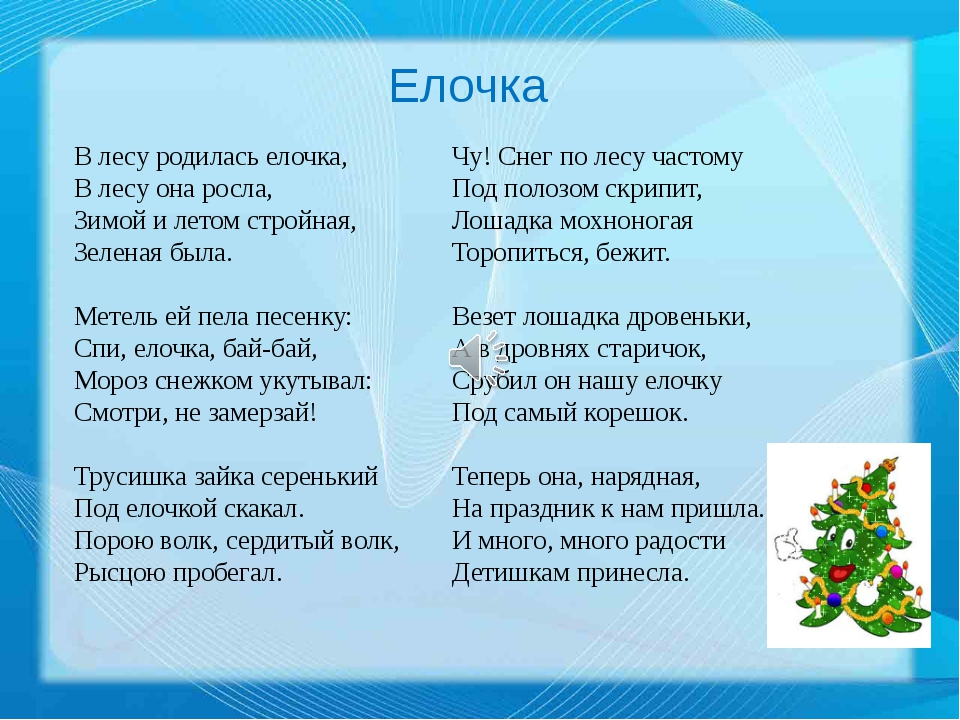 Елочка
В лесу родилась елочка,
В лесу она росла,
Зимой и летом стройная,
Зеленая была.
Метель ей пела песенку:
Спи, елочка, бай-бай,
Мороз снежком укутывал:
Смотри, не замерзай!
Трусишка зайка серенький
Под елочкой скакал.
Порою волк, сердитый волк,
Рысцою пробегал.
Чу! Снег по лесу частому
Под полозом скрипит,
Лошадка мохноногая
Торопиться, бежит.
Везет лошадка дровеньки,
А в дровнях старичок,
Срубил он нашу елочку
Под самый корешок.
Теперь она, нарядная,
На праздник к нам пришла.
И много, много радости
Детишкам принесла.